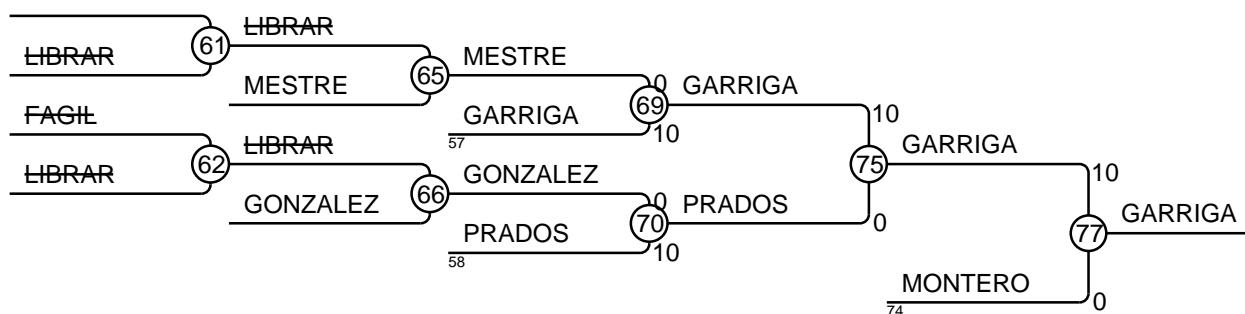 LIBRAR
61
LIBRAR
MESTRE
LIBRAR
65
MESTRE
0
GARRIGA
69
GARRIGA
57
10
10
FAGIL
LIBRAR
62
LIBRAR
GONZALEZ
66
GONZALEZ
0
PRADOS
70
PRADOS
58
10
75
GARRIGA
0
10
77
GARRIGA
MONTERO
74
0